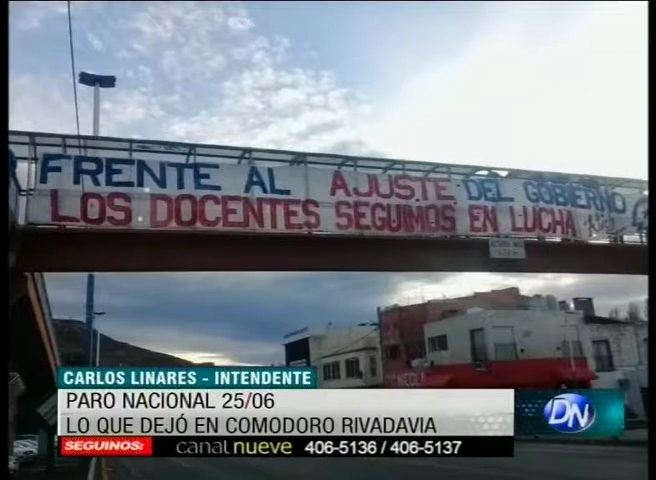 FRENTE AL AJUSTE DEL GOBIERNO
LOS DOCENTES SEGUIMOS EN LUCHA
CARLOS LINARES - INTENDENTE
PARO NACIONAL 25/06
LO QUE DEJÓ EN COMODORO RIVADAVIA
DN
SEGUINOS: canal nueve 406-5136 / 406-5137